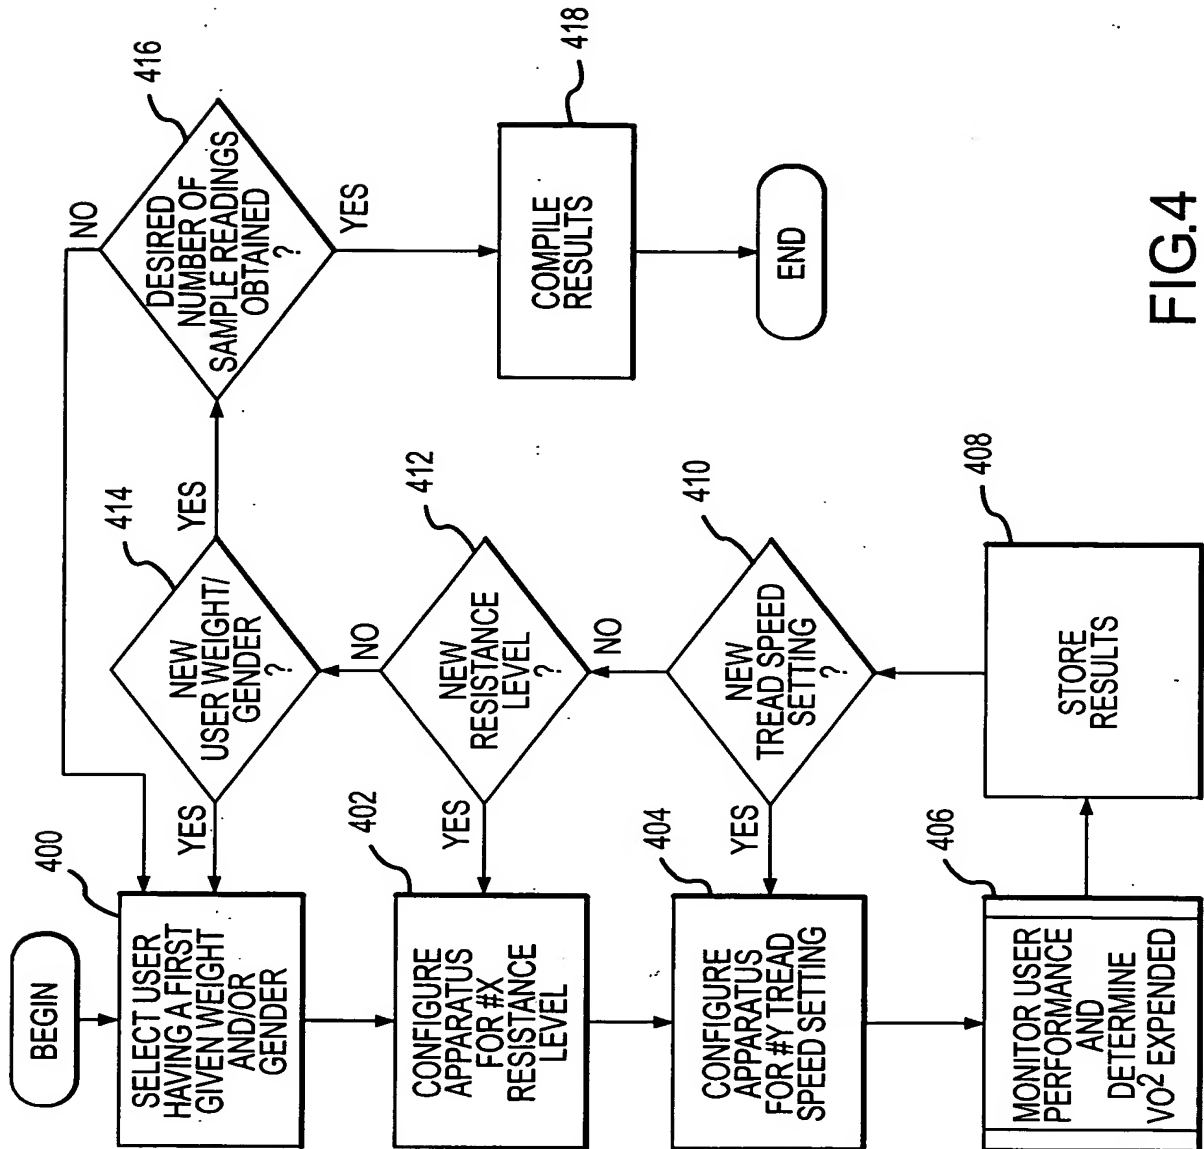 BEGIN
400
SELECT USER
HAVING A FIRST
GIVEN WEIGHT
AND/OR
GENDER
402
CONFIGURE
APPARATUS
FOR #X
RESISTANCE
LEVEL
404
CONFIGURE
APPARATUS
FOR #Y TREAD
SPEED SETTING
406
MONITOR USER
PERFORMANCE
AND
DETERMINE
VO² EXPENDED
408
STORE
RESULTS
410
NEW
TREAD SPEED
SETTING
?
YES
NO
412
NEW
RESISTANCE
LEVEL
?
YES
NO
414
NEW
USER WEIGHT/
GENDER
?
YES
YES
416
DESIRED
NUMBER OF
SAMPLE READINGS
OBTAINED
?
NO
YES
418
COMPILE
RESULTS
END
FIG.4